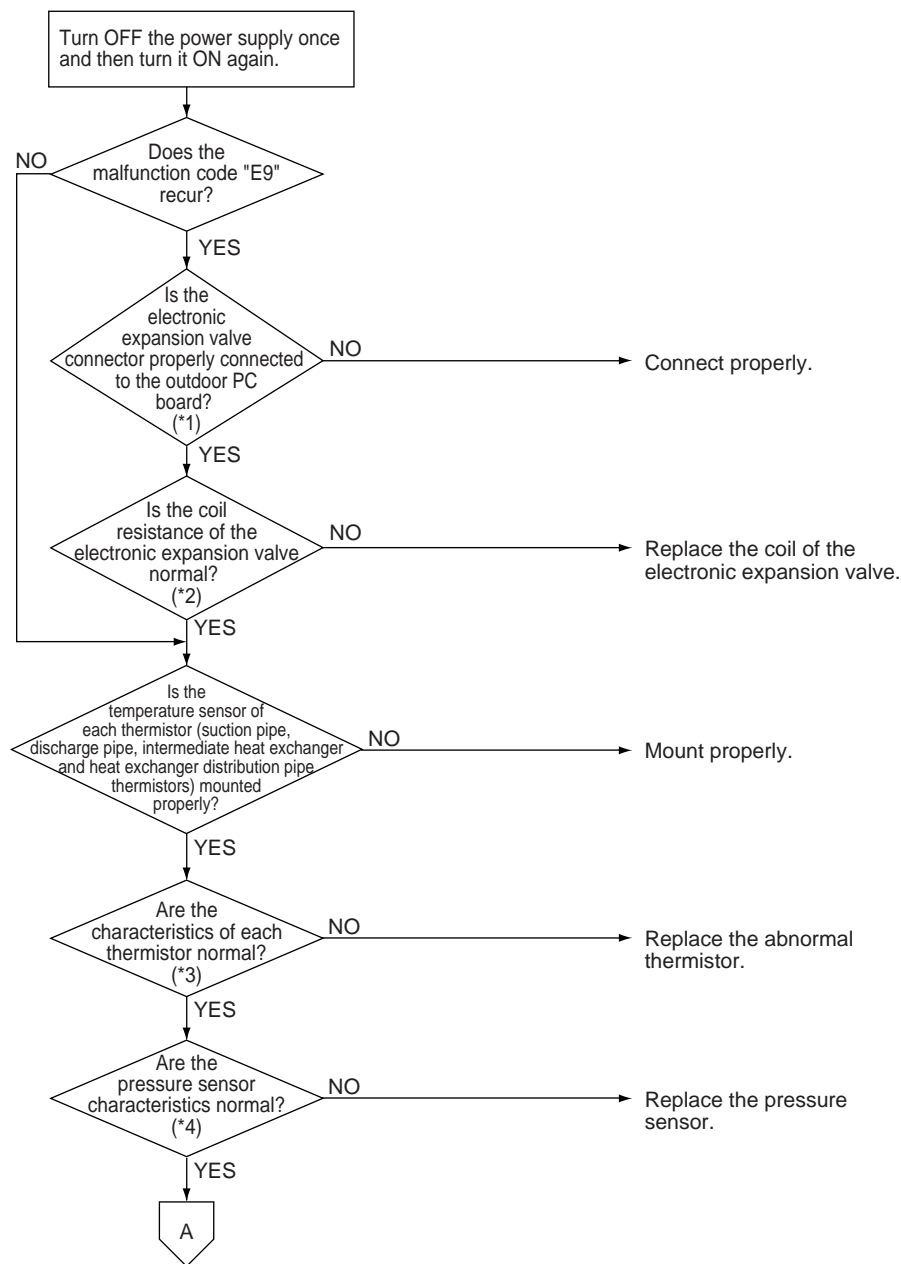 Turn OFF the power supply once
and then turn it ON again.
Does the
malfunction code "E9"
recur?
NO
YES
Is the
electronic
expansion valve
connector properly connected
to the outdoor PC
board?
(*1)
NO
Connect properly.
YES
Is the coil
resistance of the
electronic expansion valve
normal?
(*2)
NO
Replace the coil of the
electronic expansion valve.
YES
Is the
temperature sensor of
each thermistor (suction pipe,
discharge pipe, intermediate heat exchanger
and heat exchanger distribution pipe
thermistors) mounted
properly?
NO
Mount properly.
YES
Are the
characteristics of each
thermistor normal?
(*3)
NO
Replace the abnormal
thermistor.
YES
Are the
pressure sensor
characteristics normal?
(*4)
NO
Replace the pressure
sensor.
YES
A